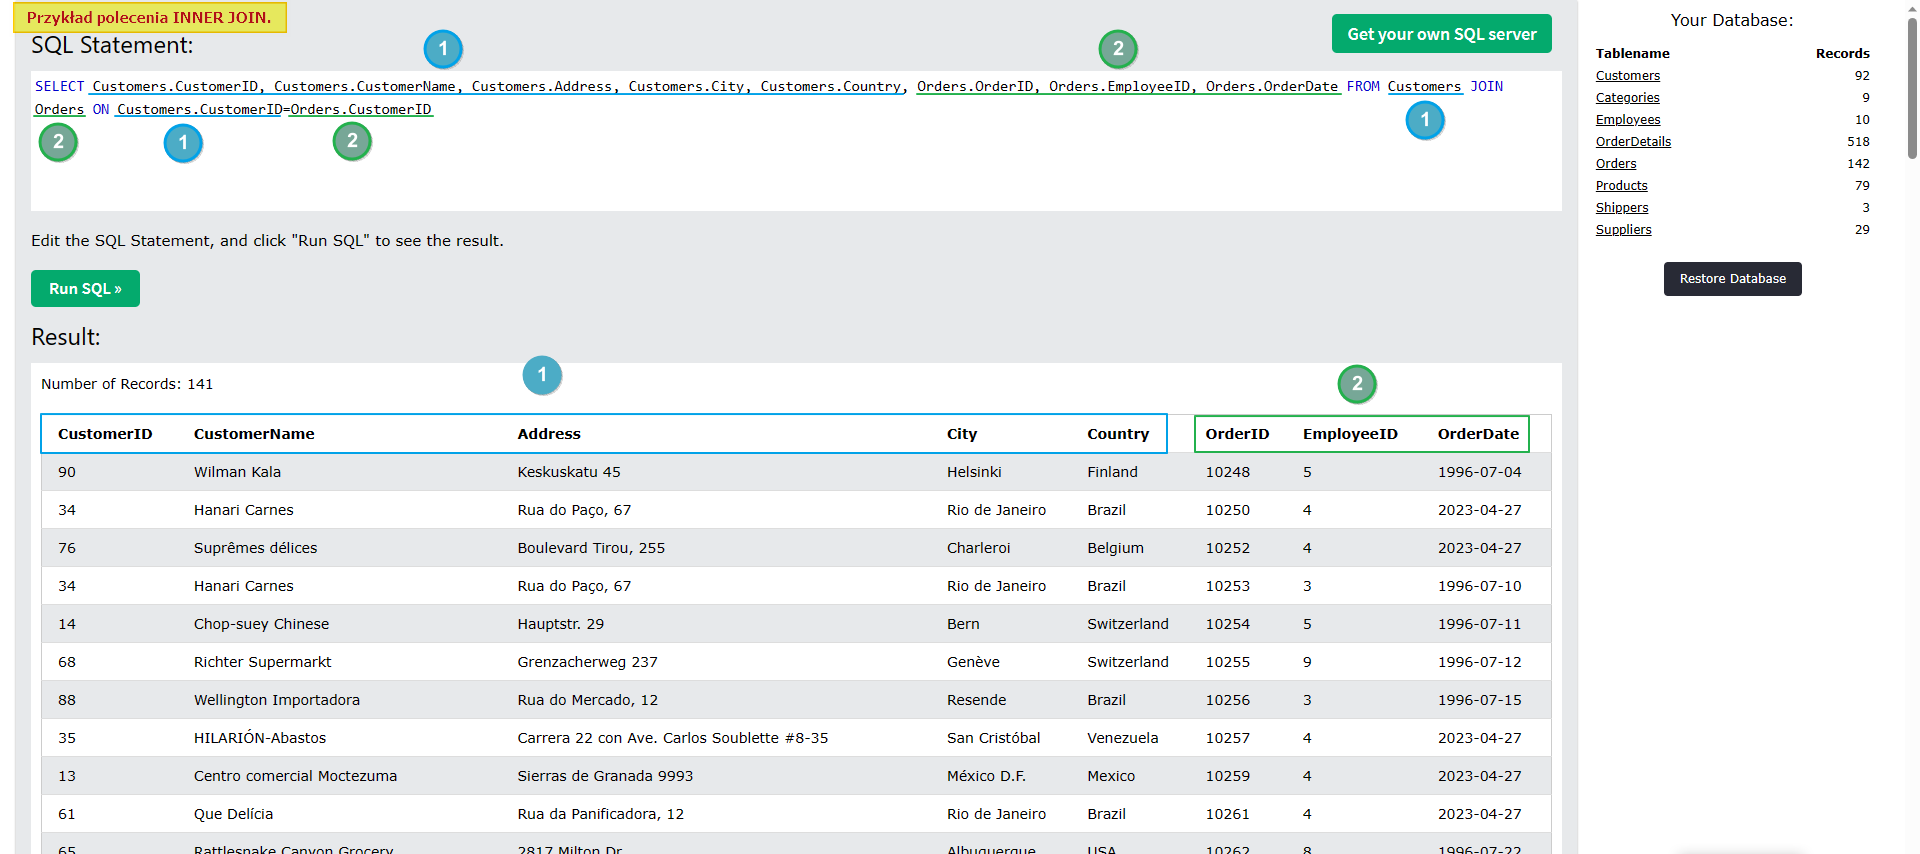 Przykład polecenia INNER JOIN.
SQL Statement:
Get your own SQL server
1
2
SELECT Customers.CustomerID, Customers.CustomerName, Customers.Address, Customers.City, Customers.Country, Orders.OrderID, Orders.EmployeeID, Orders.OrderDate FROM Customers JOIN
Orders ON Customers.CustomerID=Orders.CustomerID
2
1
2
1
Edit the SQL Statement, and click "Run SQL" to see the result.
Run SQL »
Result:
Number of Records: 141
1
2
CustomerID CustomerName Address City Country OrderID EmployeeID OrderDate
90 Wilman Kala Keskuskatu 45 Helsinki Finland 10248 5 1996-07-04
34 Hanari Carnes Rua do Paço, 67 Rio de Janeiro Brazil 10250 4 2023-04-27
76 Suprêmes délices Boulevard Tirou, 255 Charleroi Belgium 10252 4 2023-04-27
34 Hanari Carnes Rua do Paço, 67 Rio de Janeiro Brazil 10253 3 1996-07-10
14 Chop-suey Chinese Hauptstr. 29 Bern Switzerland 10254 5 1996-07-11
68 Richter Supermarkt Grenzacherweg 237 Genève Switzerland 10255 9 1996-07-12
88 Wellington Importadora Rua do Mercado, 12 Resende Brazil 10256 3 1996-07-15
35 HILARIÓN-Abastos Carrera 22 con Ave. Carlos Soublette #8-35 San Cristóbal Venezuela 10257 4 2023-04-27
13 Centro comercial Moctezuma Sierras de Granada 9993 México D.F. Mexico 10259 4 2023-04-27
61 Que Delícia Rua da Panificadora, 12 Rio de Janeiro Brazil 10261 4 2023-04-27
65 Rattlesnake Canyon Grocery 2817 Milton Dr. Albuquerque USA 10262 8 1996-07-22
Your Database:
Tablename Records
Customers 92
Categories 9
Employees 10
OrderDetails 518
Orders 142
Products 79
Shippers 3
Suppliers 29
Restore Database